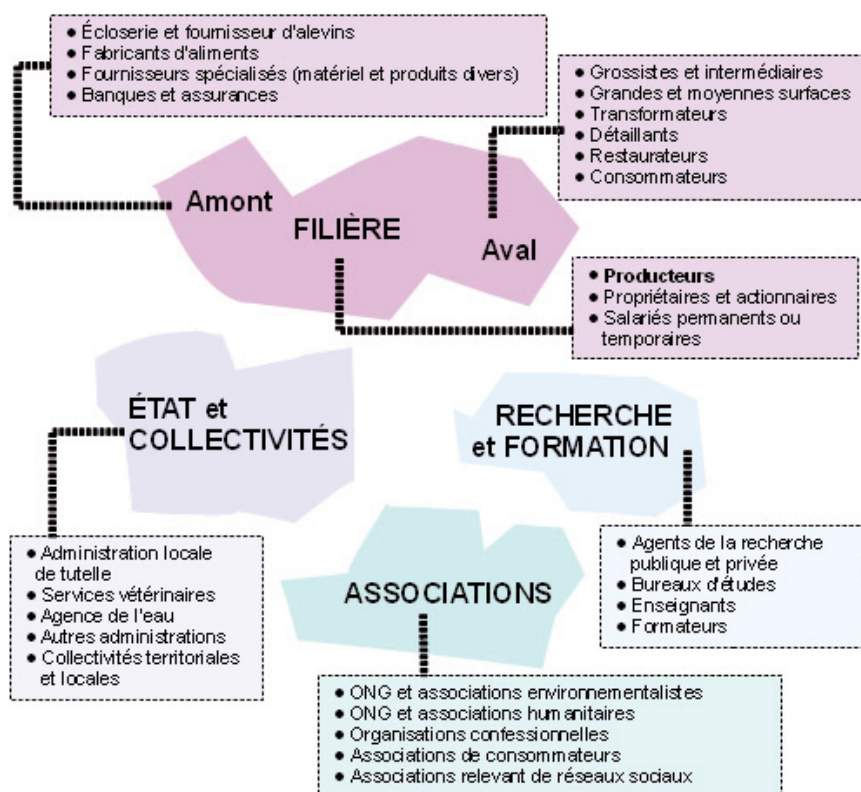 • Écloserie et fournisseur d'alevins
• Fabricants d'aliments
• Fournisseurs spécialisés (matériel et produits divers)
• Banques et assurances
• Grossistes et intermédiaires
• Grandes et moyennes surfaces
• Transformateurs
• Détaillants
• Restaurateurs
• Consommateurs
Amont
FILIÈRE
Aval
• Producteurs
• Propriétaires et actionnaires
• Salariés permanents ou
temporaires
ÉTAT et
COLLECTIVITÉS
RECHERCHE
et FORMATION
• Administration locale
de tutelle
• Services vétérinaires
• Agence de l'eau
• Autres administrations
• Collectivités territoriales
et locales
ASSOCIATIONS
• Agents de la recherche
publique et privée
• Bureaux d'études
• Enseignants
• Formateurs
• ONG et associations environnementalistes
• ONG et associations humanitaires
• Organisations confessionnelles
• Associations de consommateurs
• Associations relevant de réseaux sociaux